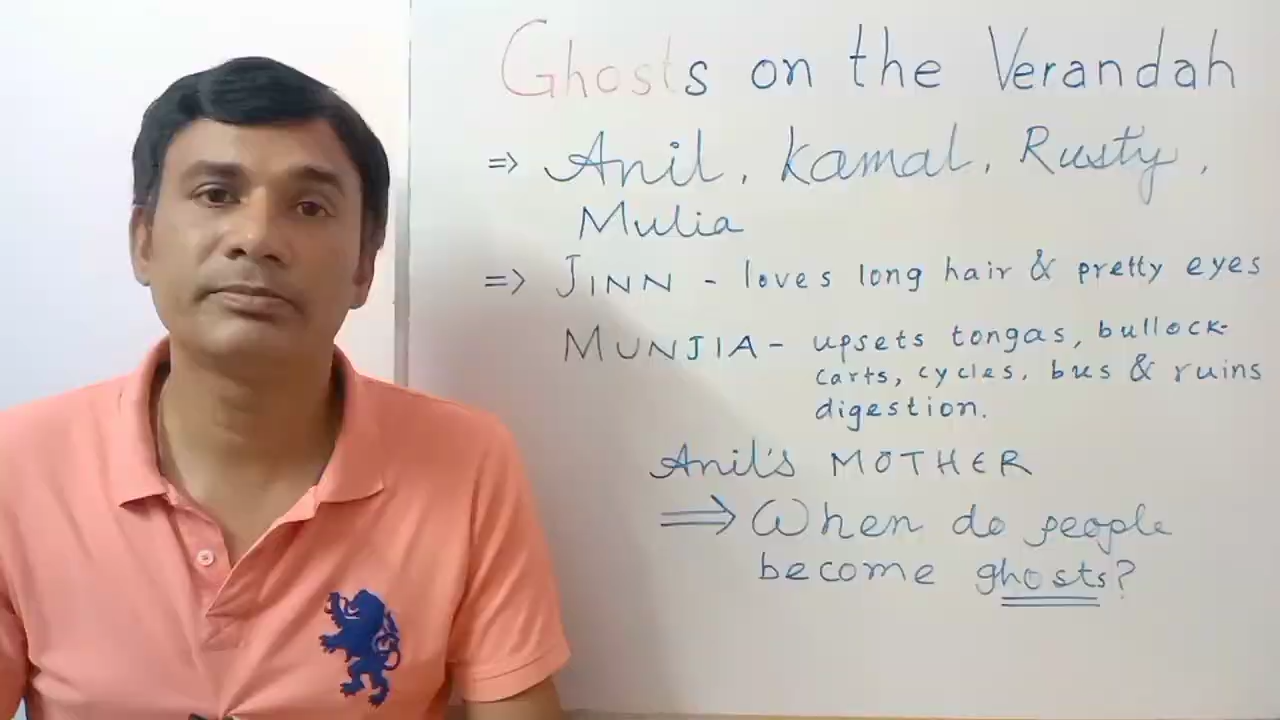 Ghosts on the Verandah
=> Anil, Kamal, Rusty,
Mulia
=> JINN - loves long hair & pretty eyes
MUNJIA - upsets tongas, bullock-
carts, cycles, bus & ruins
digestion.
Anil's MOTHER
=> When do people
become ghosts?